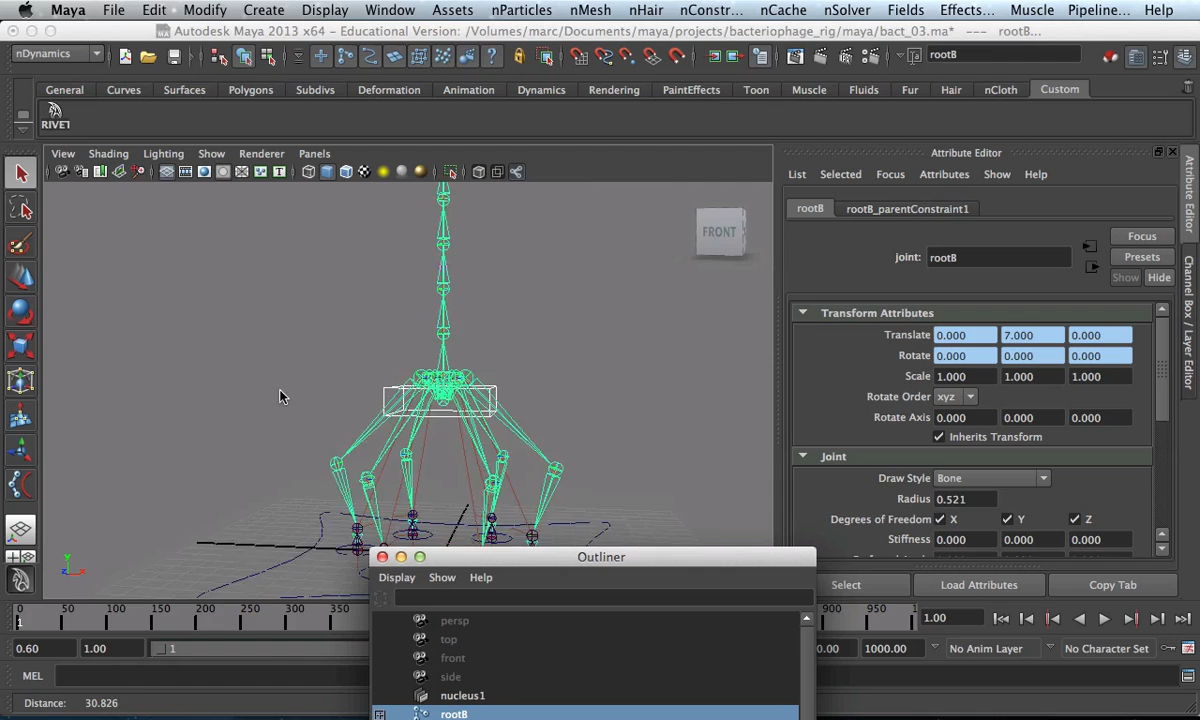 Maya File Edit Modify Create Display Window Assets nParticles nMesh nHair nConstr... nCache nSolver Fields Effects... Muscle Pipeline... Help
Autodesk Maya 2013 x64 - Educational Version: /Volumes/marc/Documents/maya/projects/bacteriophage_rig/maya/bact_03.ma* --- rootB...
nDynamics rootB
General Curves Surfaces Polygons Subdivs Deformation Animation Dynamics Rendering PaintEffects Toon Muscle Fluids Fur Hair nCloth Custom
RIVET
View Shading Lighting Show Renderer Panels
Attribute Editor
List Selected Focus Attributes Show Help
rootB rootB_parentConstraint1
FRONT
Focus
joint: rootB Presets
Show Hide
Transform Attributes
Translate 0.000 7.000 0.000
Rotate 0.000 0.000 0.000
Scale 1.000 1.000 1.000
Rotate Order xyz
Rotate Axis 0.000 0.000 0.000
Inherits Transform
Joint
Draw Style Bone
Radius 0.521
Degrees of Freedom X Y Z
Stiffness 0.000 0.000 0.000
Attribute Editor
Channel Box / Layer Editor
Select Load Attributes Copy Tab
y
Outliner
Display Show Help
persp
top
front
side
nucleus1
rootB
0 50 100 150 200 250 300 350 850 900 950 1 1.00
1
0.60 1.00 1 0.00 1000.00 No Anim Layer No Character Set
MEL
Distance: 30.826